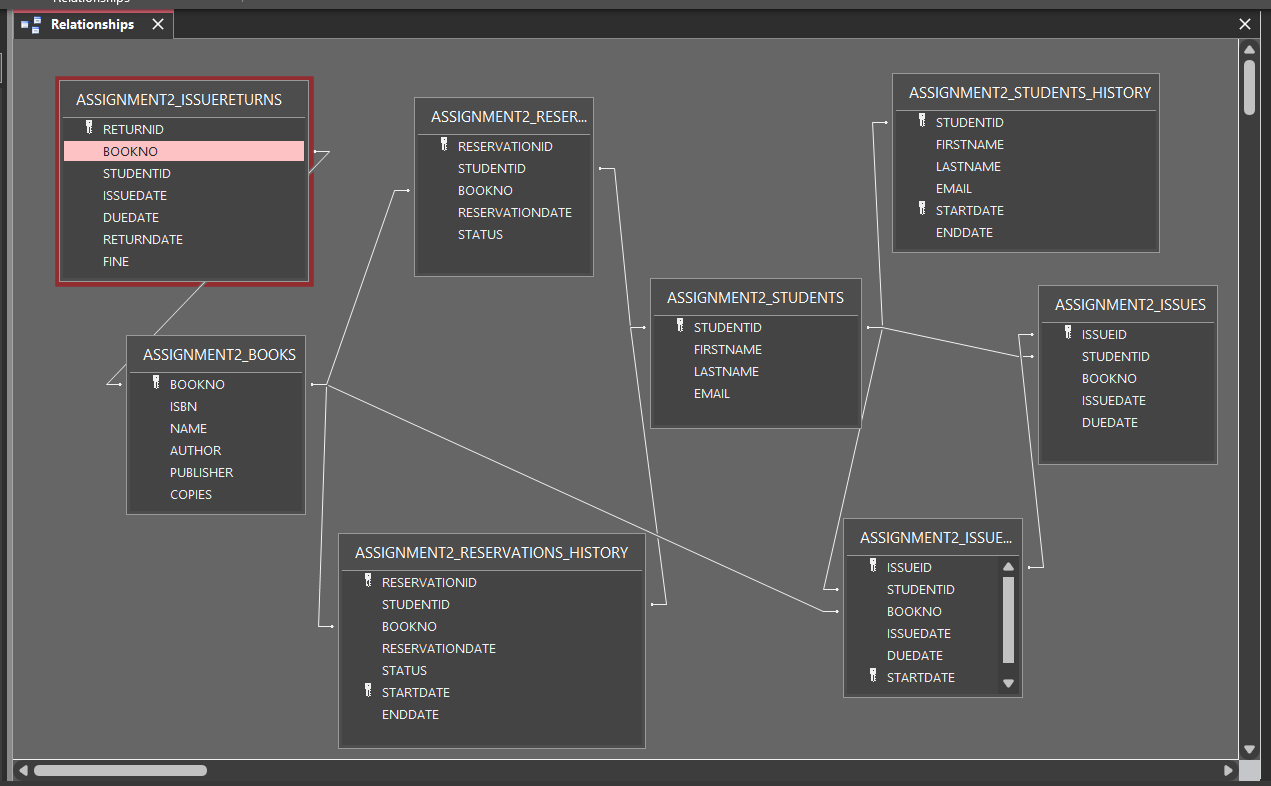 Relationships
Relationships
ASSIGNMENT2_ISSUERETURNS
RETURNID
BOOKNO
STUDENTID
ISSUEDATE
DUEDATE
RETURNDATE
FINE
ASSIGNMENT2_RESER...
RESERVATIONID
STUDENTID
BOOKNO
RESERVATIONDATE
STATUS
ASSIGNMENT2_STUDENTS_HISTORY
STUDENTID
FIRSTNAME
LASTNAME
EMAIL
STARTDATE
ENDDATE
ASSIGNMENT2_STUDENTS
STUDENTID
FIRSTNAME
LASTNAME
EMAIL
ASSIGNMENT2_ISSUES
ISSUEID
STUDENTID
BOOKNO
ISSUEDATE
DUEDATE
ASSIGNMENT2_BOOKS
BOOKNO
ISBN
NAME
AUTHOR
PUBLISHER
COPIES
ASSIGNMENT2_RESERVATIONS_HISTORY
RESERVATIONID
STUDENTID
BOOKNO
RESERVATIONDATE
STATUS
STARTDATE
ENDDATE
ASSIGNMENT2_ISSUE...
ISSUEID
STUDENTID
BOOKNO
ISSUEDATE
DUEDATE
STARTDATE